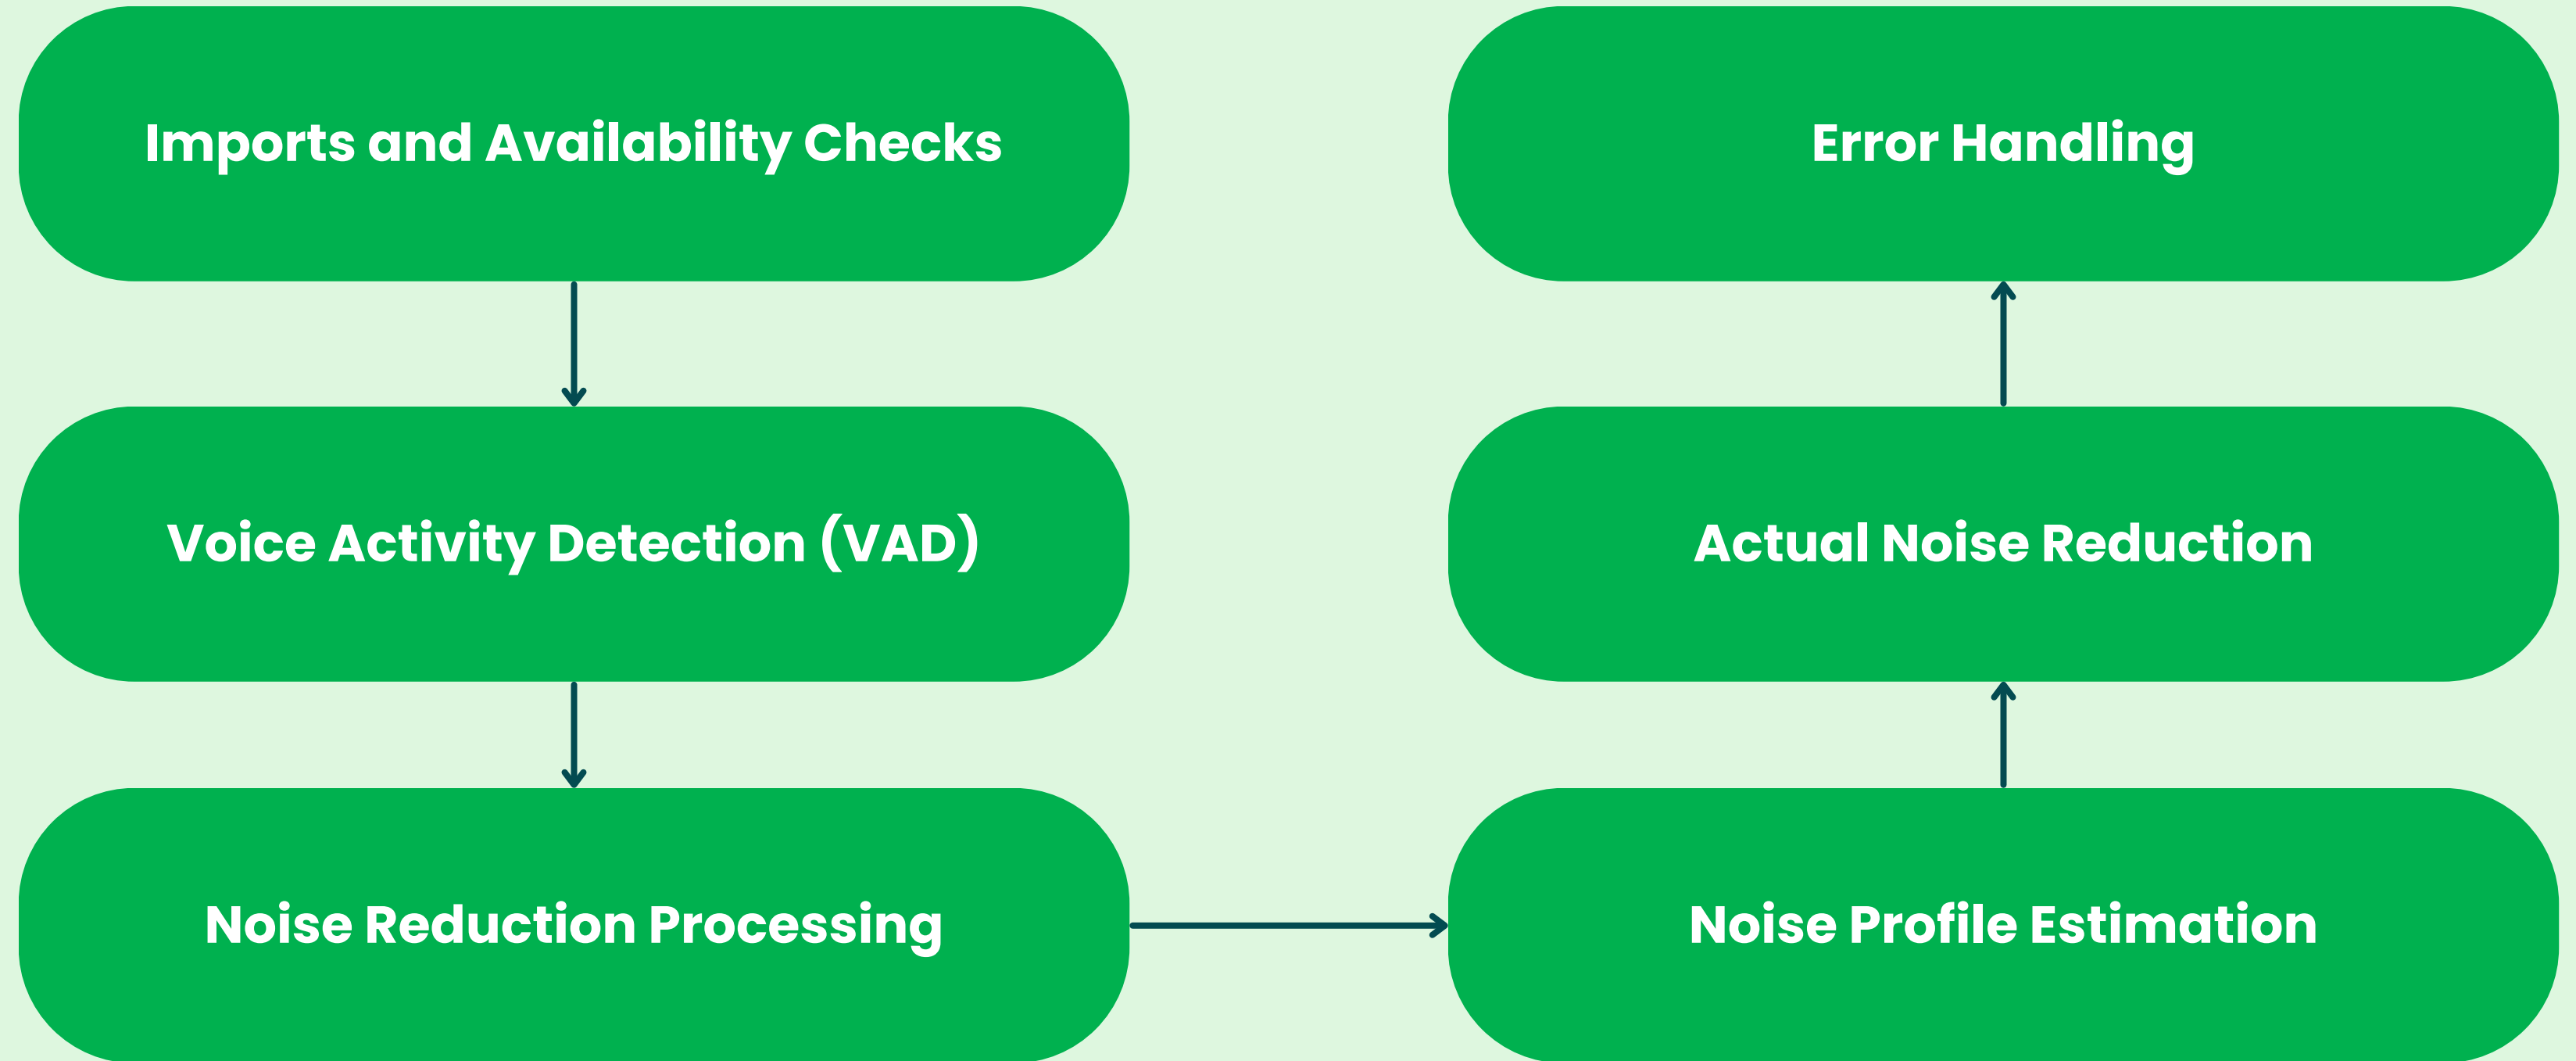 Imports and Availability Checks
Voice Activity Detection (VAD)
Noise Reduction Processing
Noise Profile Estimation
Actual Noise Reduction
Error Handling